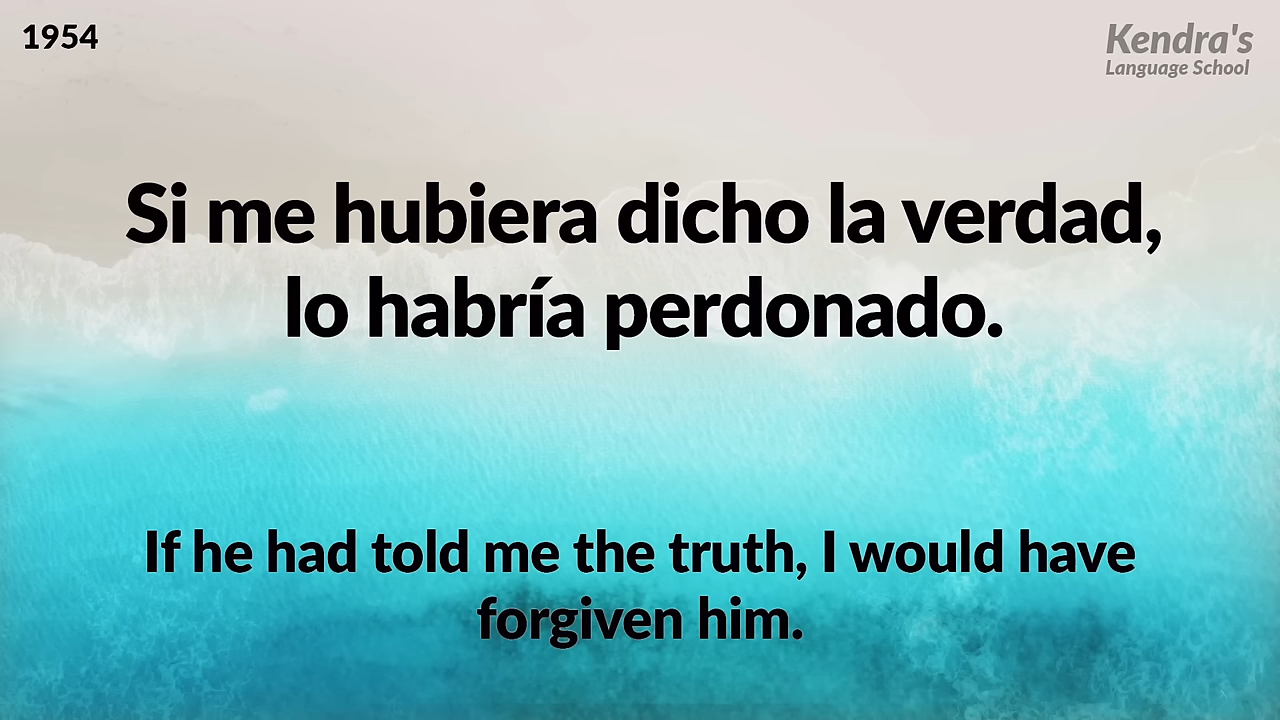 1954
Kendra's
Language School
Si me hubiera dicho la verdad,
lo habría perdonado.
If he had told me the truth, I would have
forgiven him.